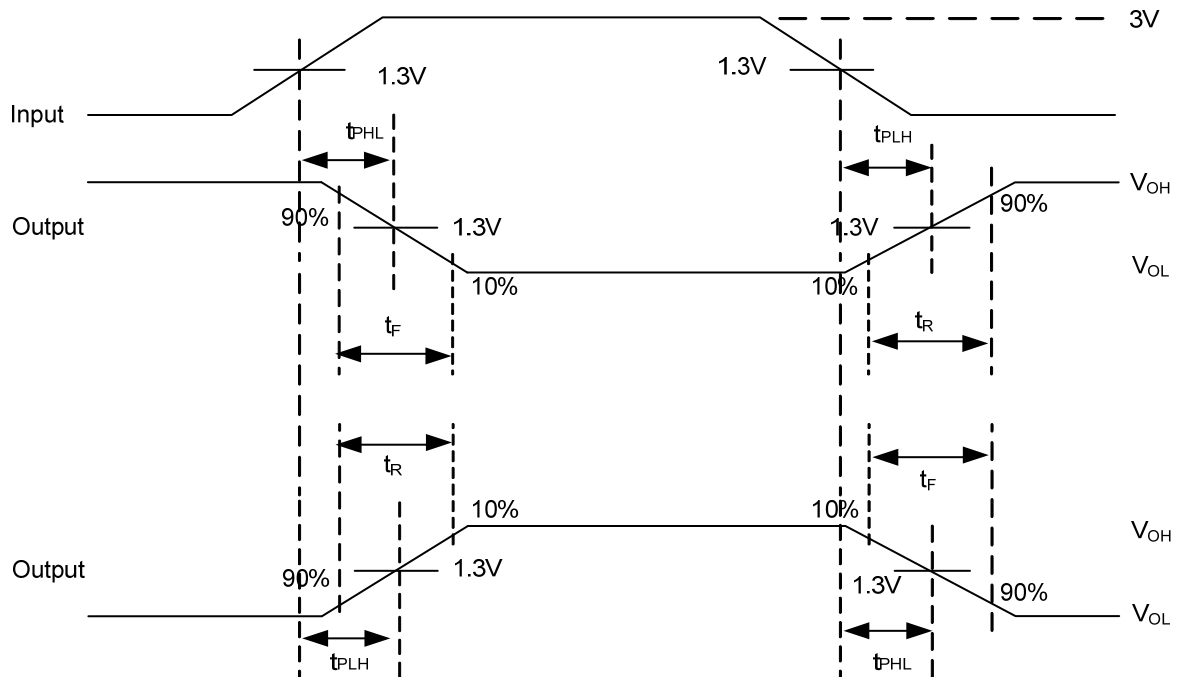 3V
1.3V 1.3V
Input
tPHL tPLH
VOH
90% 90%
Output 1.3V 1.3V
VOL
10% 10%
tF tR
tR tF
10% 10%
VOH
Output 90% 1.3V 1.3V 90%
VOL
tPLH tPHL